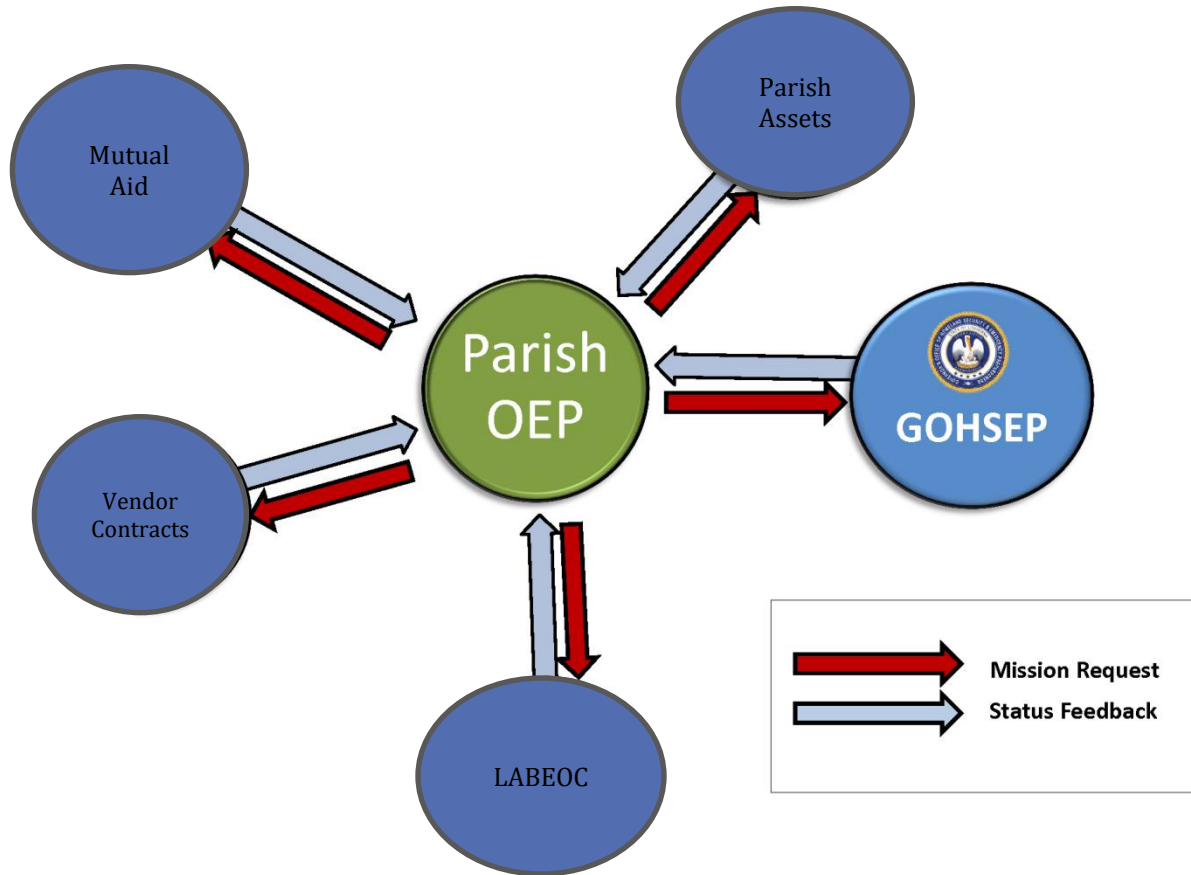 Parish
Assets
Mutual
Aid
Parish
OEP
GOHSEP
Vendor
Contracts
LABEOC
Mission Request
Status Feedback